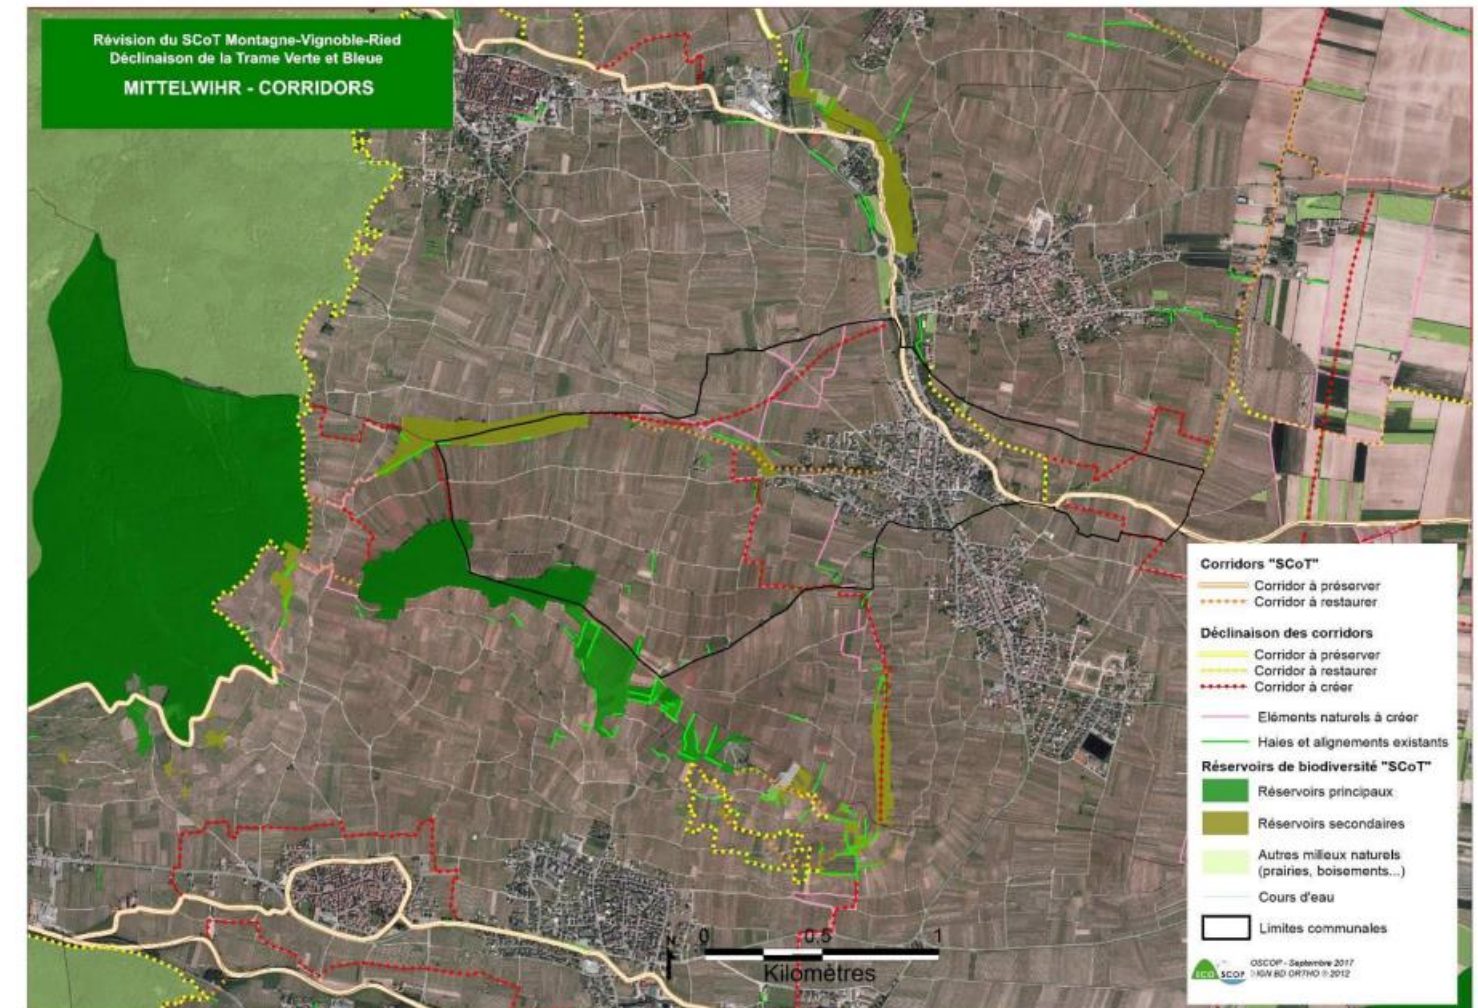 Révision du SCoT Montagne-Vignoble-Ried
Déclinaison de la Trame Verte et Bleue
MITTELWIHR - CORRIDORS
Corridors "SCoT"
Corridor à préserver
Corridor à restaurer
Déclinaison des corridors
Corridor à préserver
Corridor à restaurer
Corridor à créer
Eléments naturels à créer
Haies et alignements existants
Réservoirs de biodiversité "SCoT"
Réservoirs principaux
Réservoirs secondaires
Autres milieux naturels
(prairies, boisements...)
Cours d'eau
Limites communales
N
0 0.5 1
Kilomètres
ECO SCOP
OSCOP - Septembre 2017
IGN BD ORTHO © 2012